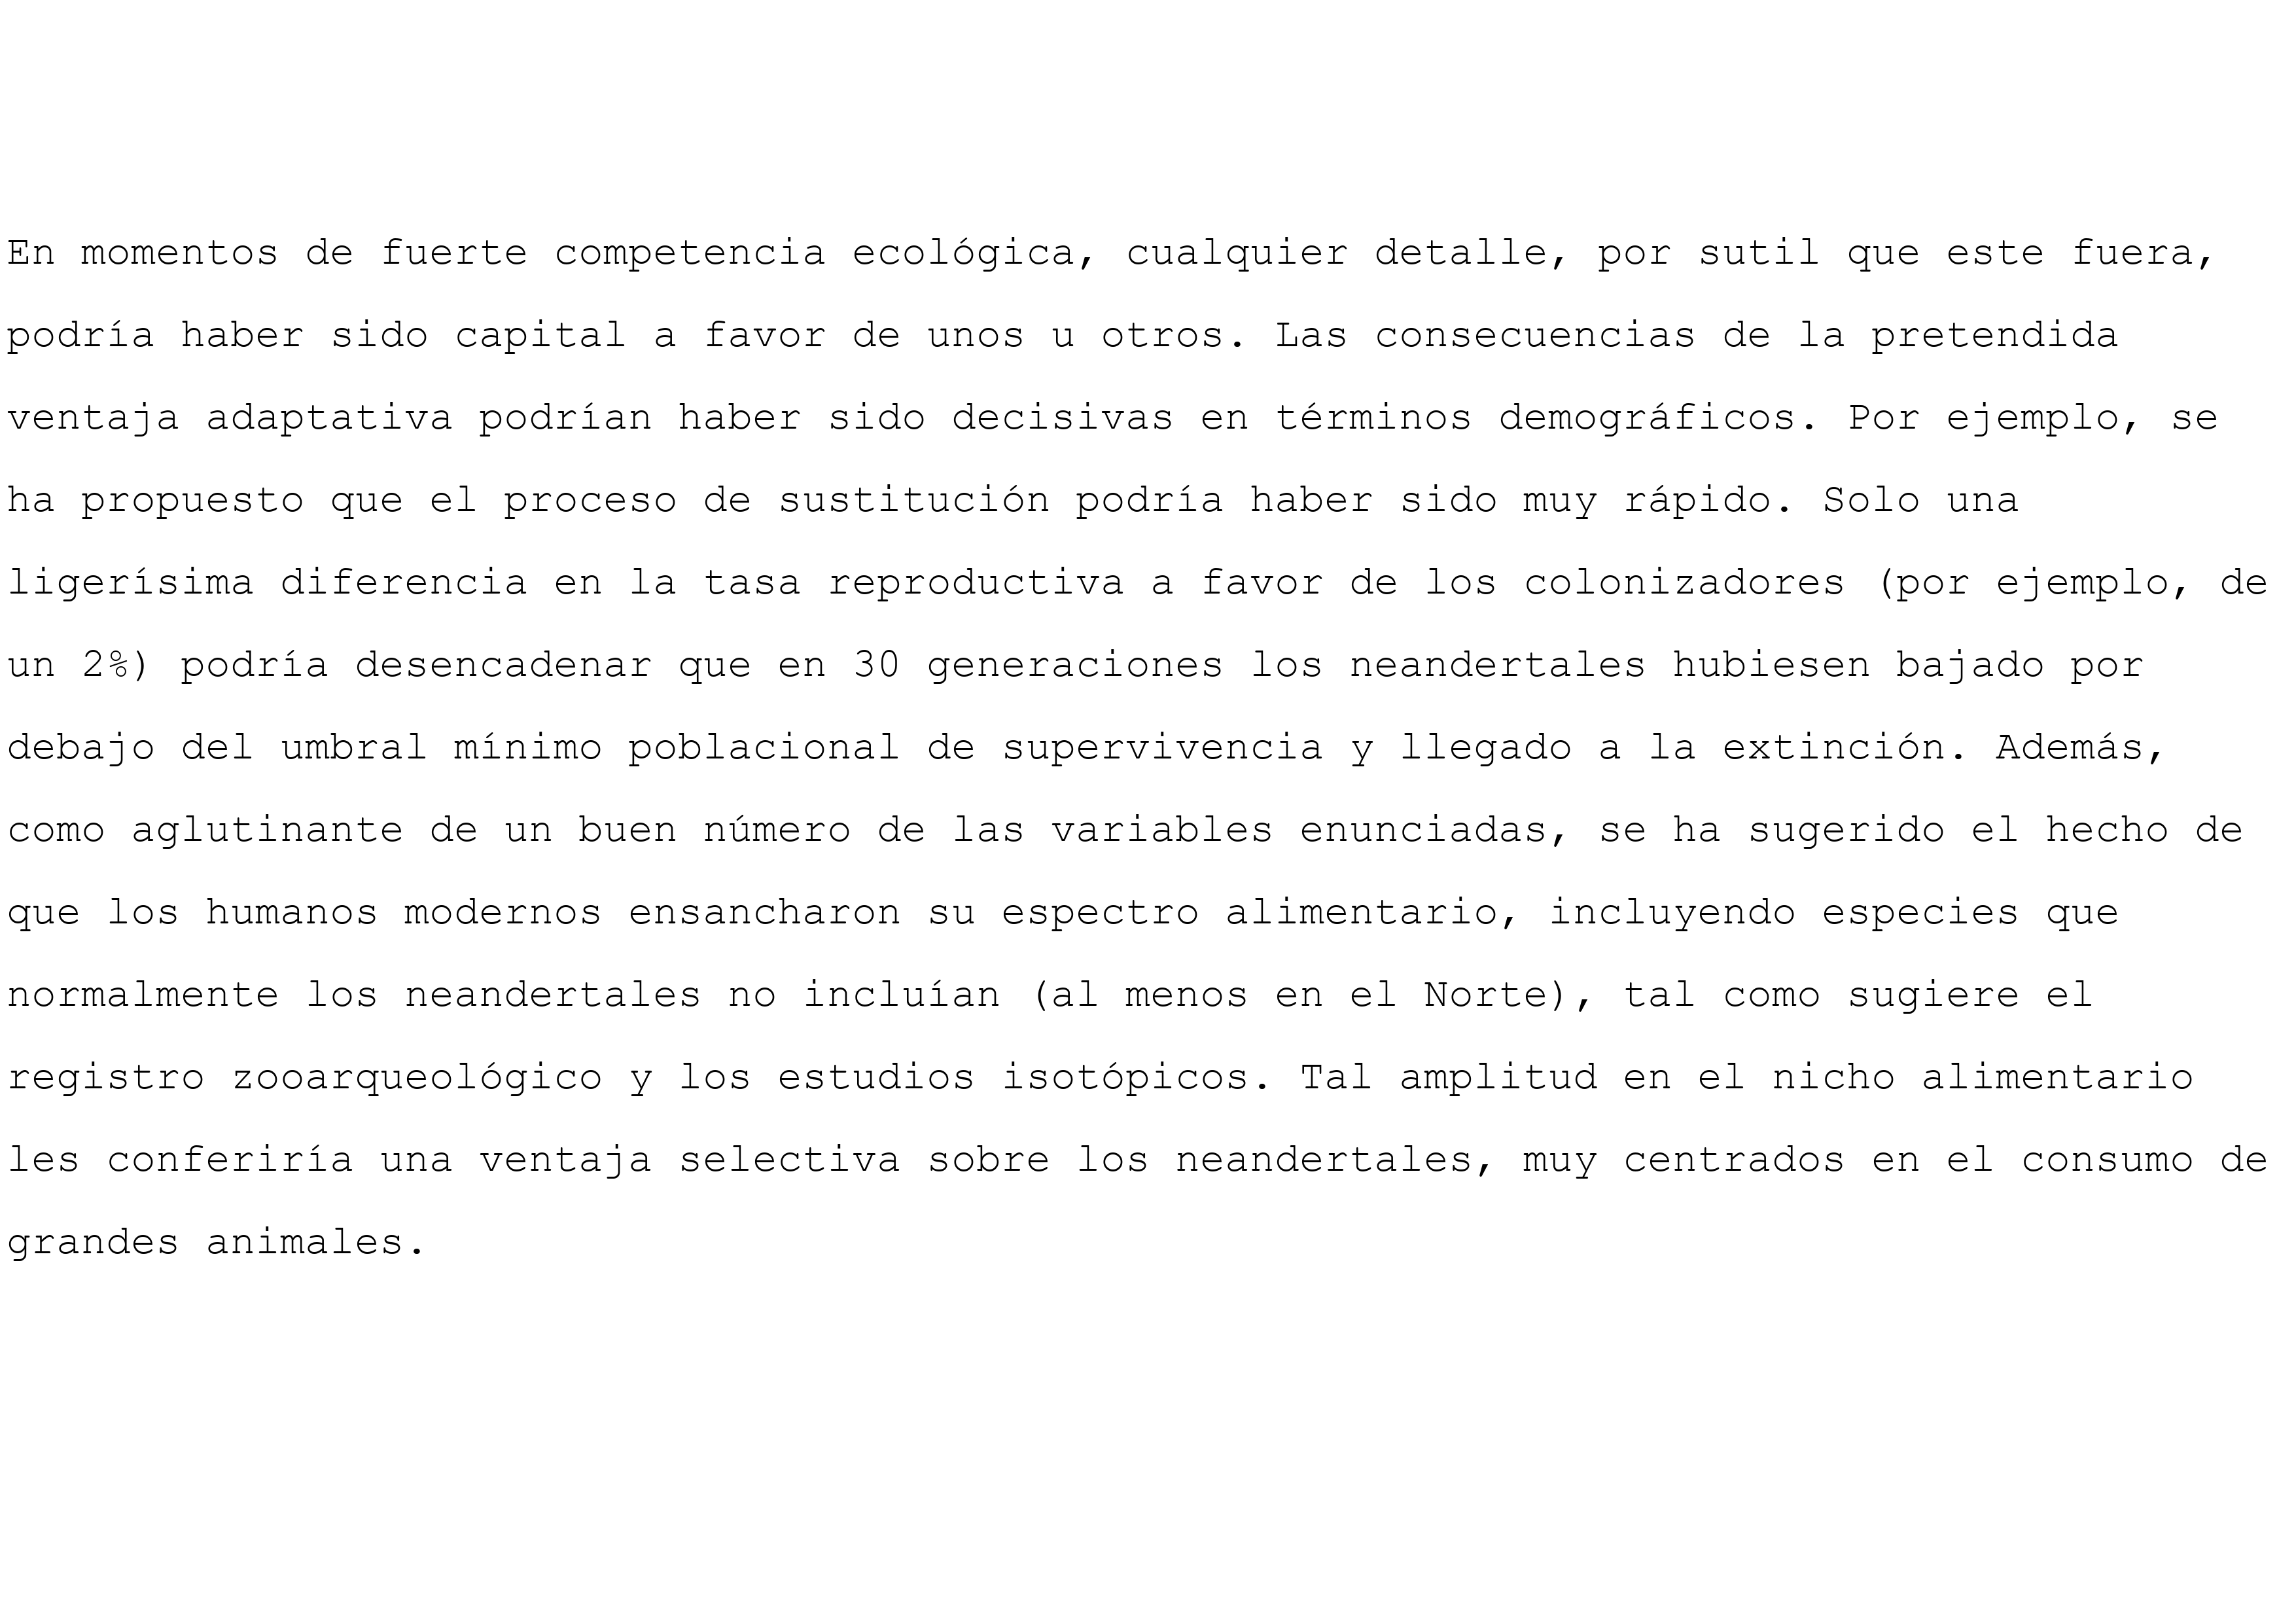 En momentos de fuerte competencia ecológica, cualquier detalle, por sutil que este fuera,
podría haber sido capital a favor de unos u otros. Las consecuencias de la pretendida
ventaja adaptativa podrían haber sido decisivas en términos demográficos. Por ejemplo, se
ha propuesto que el proceso de sustitución podría haber sido muy rápido. Solo una
ligerísima diferencia en la tasa reproductiva a favor de los colonizadores (por ejemplo, de
un 2%) podría desencadenar que en 30 generaciones los neandertales hubiesen bajado por
debajo del umbral mínimo poblacional de supervivencia y llegado a la extinción. Además,
como aglutinante de un buen número de las variables enunciadas, se ha sugerido el hecho de
que los humanos modernos ensancharon su espectro alimentario, incluyendo especies que
normalmente los neandertales no incluían (al menos en el Norte), tal como sugiere el
registro zooarqueológico y los estudios isotópicos. Tal amplitud en el nicho alimentario
les conferiría una ventaja selectiva sobre los neandertales, muy centrados en el consumo de
grandes animales.